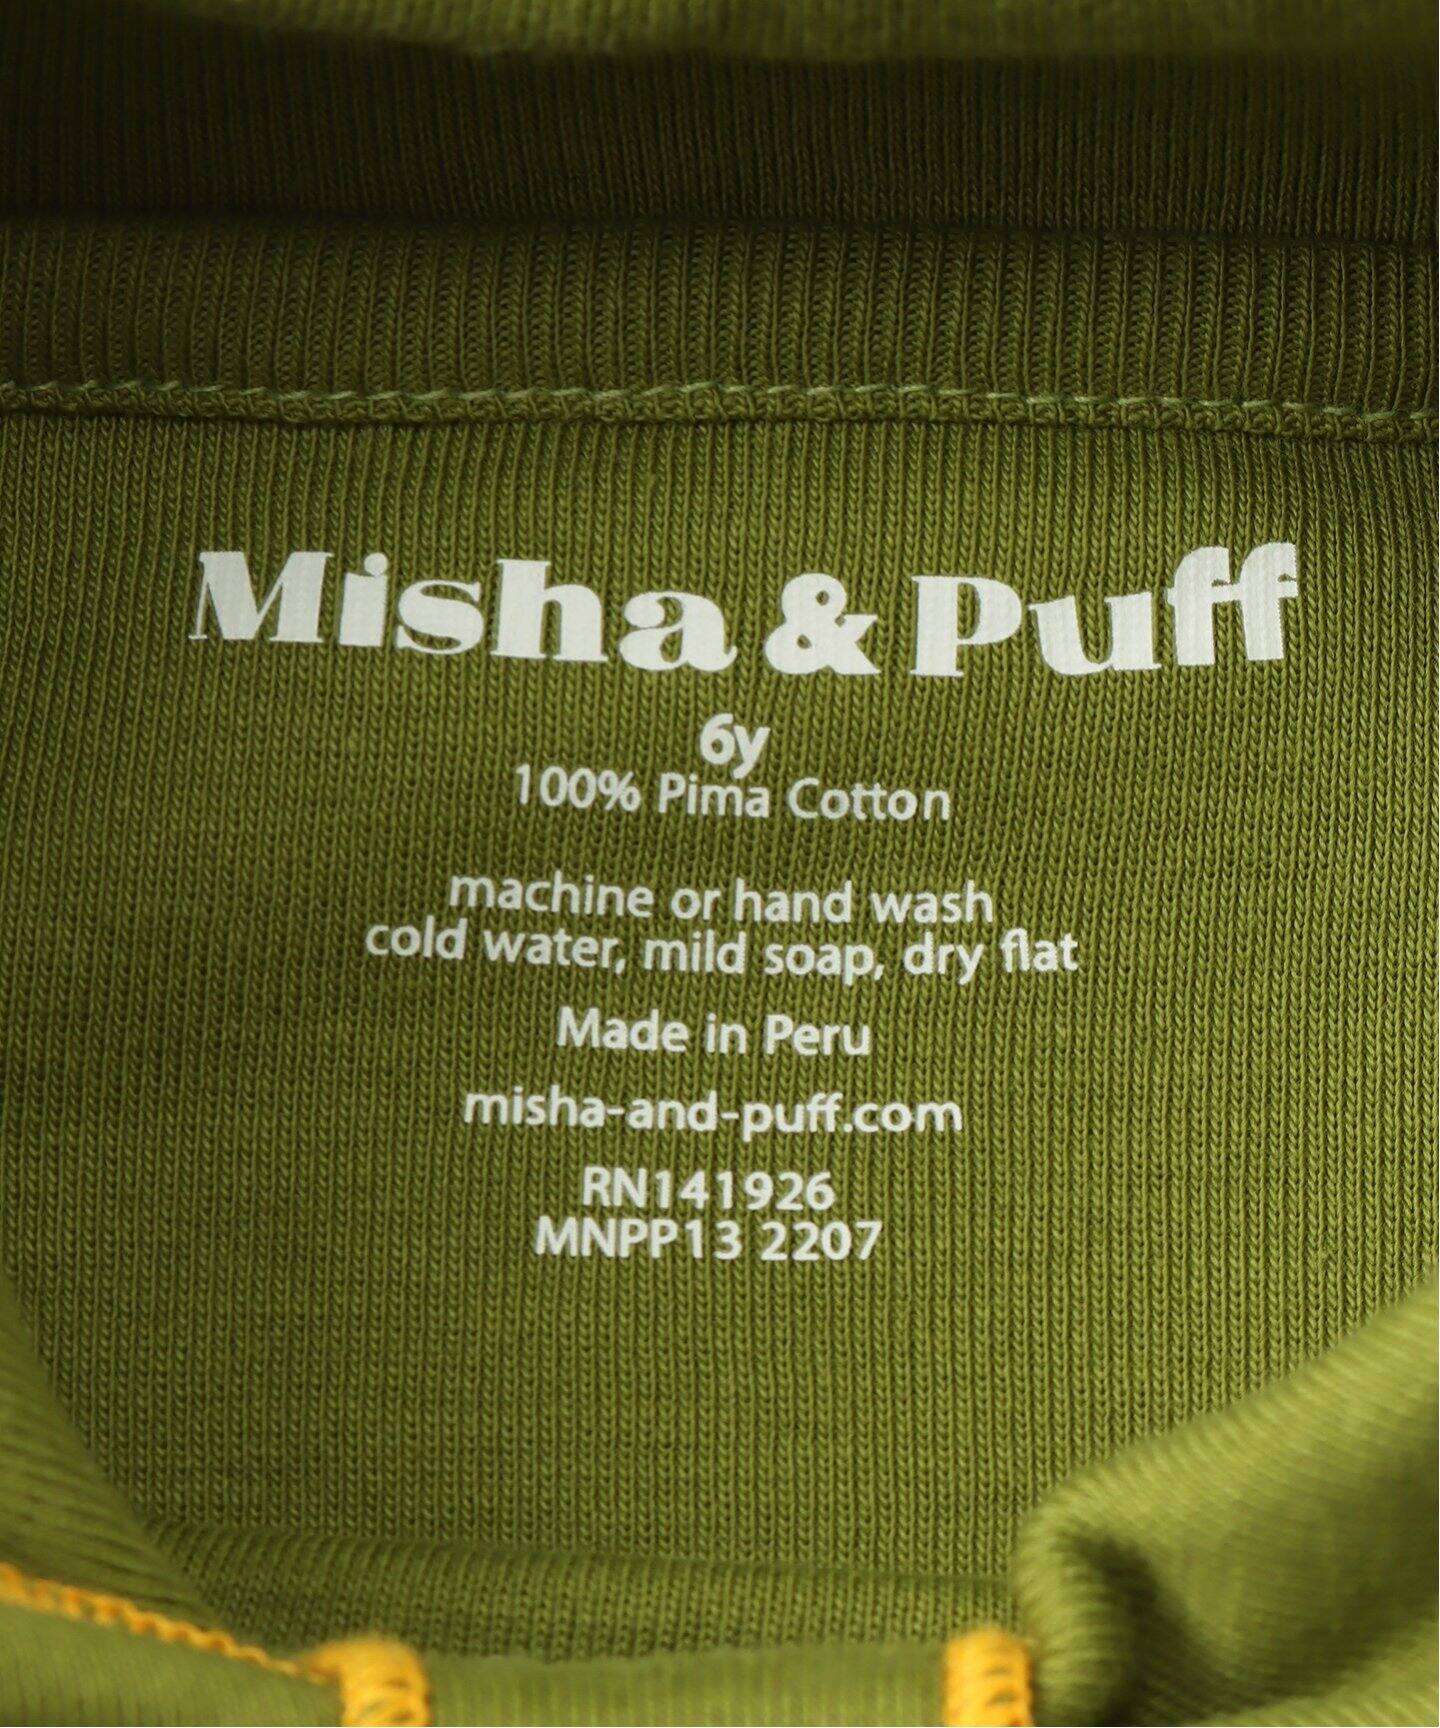 Misha & Puff
6y
100% Pima Cotton
machine or hand wash
cold water, mild soap, dry flat
Made in Peru
misha-and-puff.com
RN141926
MNPP13 2207